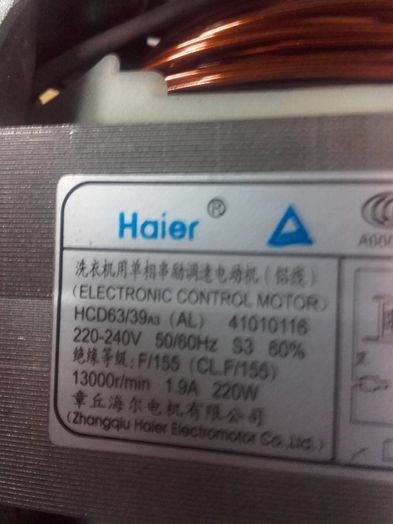 Haier ®
洗衣机用单相串励调速电动机（铝线）
(ELECTRONIC CONTROL MOTOR)
HCD63/39A3 (AL) 41010116
220-240V 50/60Hz S3 60%
绝缘等级: F/155 (CL.F/155)
13000r/min 1.9A 220W
章丘海尔电机有限公司
(Zhangqiu Haier Electromotor Co.,Ltd.)